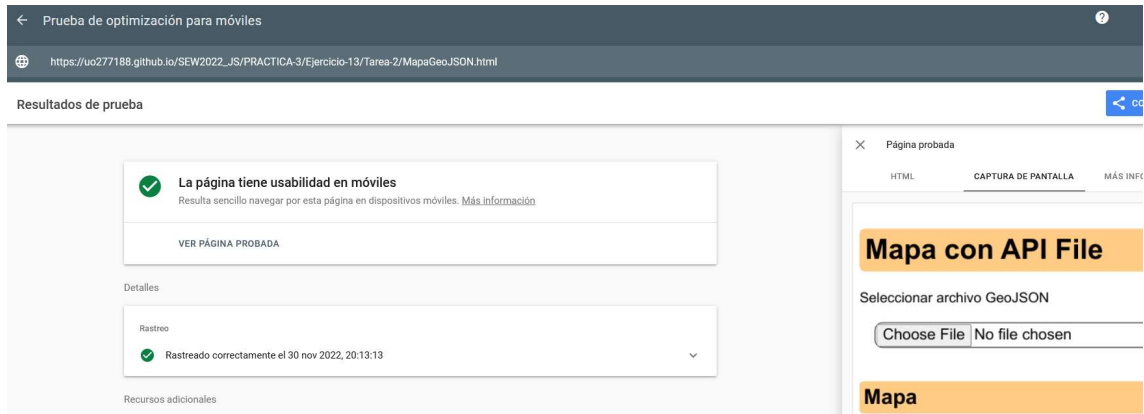 Prueba de optimización para móviles
https://uo277188.github.io/SEW2022_JS/PRACTICA-3/Ejercicio-13/Tarea-2/MapaGeoJSON.html
Resultados de prueba
CO
La página tiene usabilidad en móviles
Resulta sencillo navegar por esta página en dispositivos móviles. Más información
VER PÁGINA PROBADA
Detalles
Rastreo
Rastreado correctamente el 30 nov 2022, 20:13:13
Recursos adicionales
Página probada
HTML CAPTURA DE PANTALLA MÁS INFO
Mapa con API File
Seleccionar archivo GeoJSON
Choose File No file chosen
Mapa